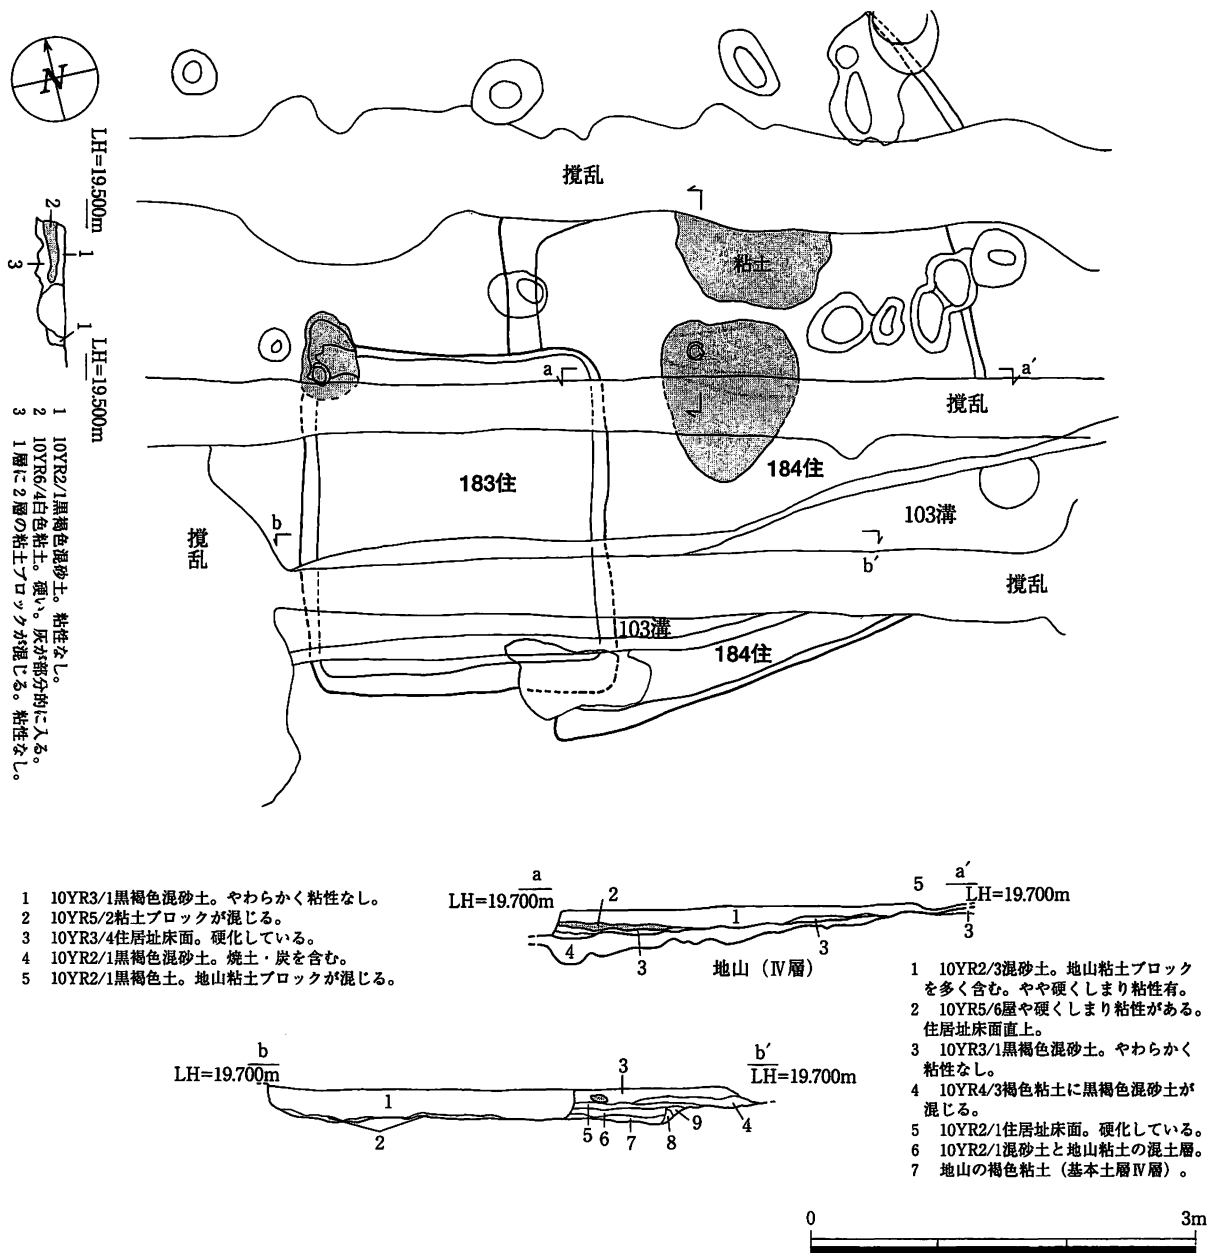 N
LH=19.500m
2
1
3
1
LH=19.500m
1 10YR2/1黒褐色混砂土。粘性なし。
2 10YR6/4白色粘土。硬い。灰が部分的に入る。
3 1層に2層の粘土ブロックが混じる。粘性なし。
攪乱
粘土
a
a′
攪乱
183住
184住
103溝
攪乱
b
b′
攪乱
103溝
184住
1 10YR3/1黒褐色混砂土。やわらかく粘性なし。
2 10YR5/2粘土ブロックが混じる。
3 10YR3/4住居址床面。硬化している。
4 10YR2/1黒褐色混砂土。焼土・炭を含む。
5 10YR2/1黒褐色土。地山粘土ブロックが混じる。
a
LH=19.700m
2
1
5
a′
LH=19.700m
4
3
3
3
地山（Ⅳ層）
b
LH=19.700m
1
2
3
b′
LH=19.700m
5
6
7
8
9
4
1 10YR2/3混砂土。地山粘土ブロック
を多く含む。やや硬くしまり粘性有。
2 10YR5/6屋や硬くしまり粘性がある。
住居址床面直上。
3 10YR3/1黒褐色混砂土。やわらかく
粘性なし。
4 10YR4/3褐色粘土に黒褐色混砂土が
混じる。
5 10YR2/1住居址床面。硬化している。
6 10YR2/1混砂土と地山粘土の混土層。
7 地山の褐色粘土（基本土層Ⅳ層）。
0
3m